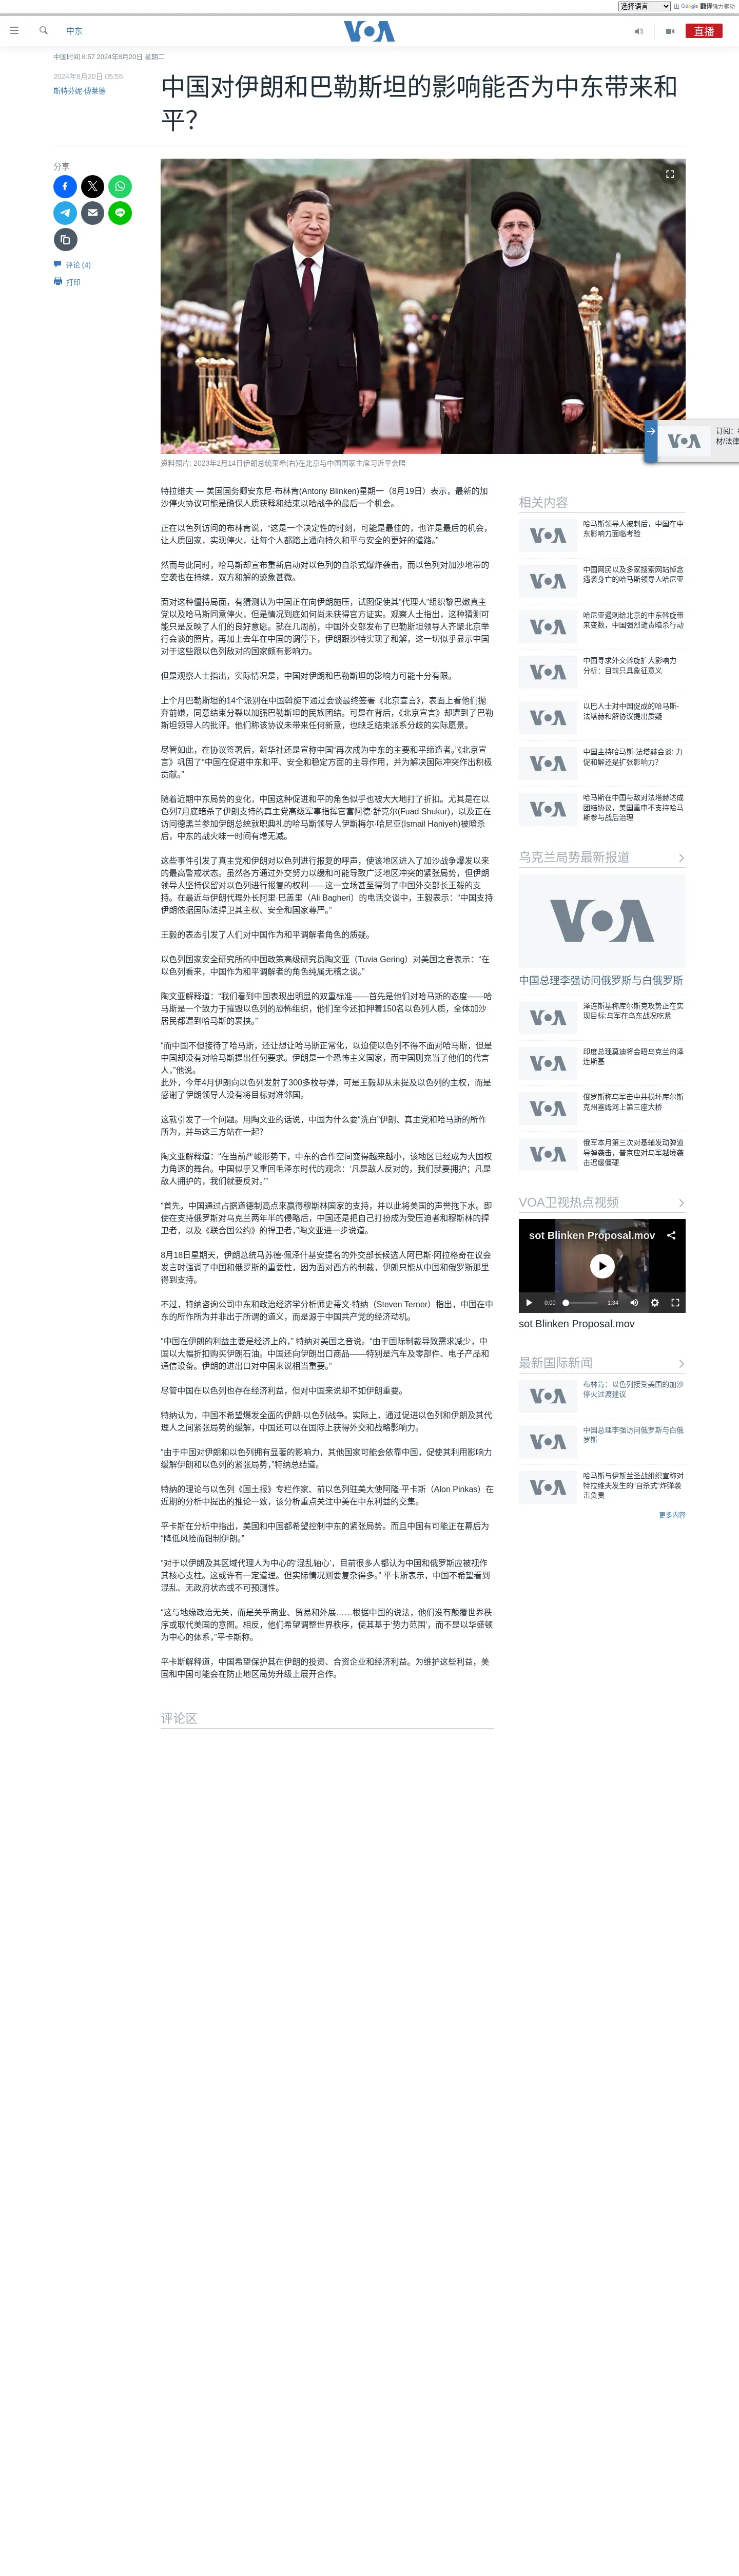 选择语言
由 Google 翻译强力驱动
中东
VOA
直播
中国时间 8:57 2024年8月20日 星期二
2024年8月20日 05:55
斯特芬妮·傅莱德
中国对伊朗和巴勒斯坦的影响能否为中东带来和
平？
分享
评论 (4)
打印
资料照片: 2023年2月14日伊朗总统莱希(右)在北京与中国国家主席习近平会晤
特拉维夫 — 美国国务卿安东尼·布林肯(Antony Blinken)星期一（8月19日）表示，最新的加
沙停火协议可能是确保人质获释和结束以哈战争的最后一个机会。
正在以色列访问的布林肯说，“这是一个决定性的时刻，可能是最佳的，也许是最后的机会，
让人质回家，实现停火，让每个人都踏上通向持久和平与安全的更好的道路。”
然而与此同时，哈马斯却宣布重新启动对以色列的自杀式爆炸袭击，而以色列对加沙地带的
空袭也在持续，双方和解的迹象甚微。
面对这种僵持局面，有猜测认为中国正在向伊朗施压，试图促使其“代理人”组织黎巴嫩真主
党以及哈马斯同意停火，但是情况到底如何尚未获得官方证实。观察人士指出，这种猜测可
能只是反映了人们的良好意愿。就在几周前，中国外交部发布了巴勒斯坦领导人齐聚北京举
行会谈的照片，再加上去年在中国的调停下，伊朗跟沙特实现了和解，这一切似乎显示中国
对于这些跟以色列敌对的国家颇有影响力。
但是观察人士指出，实际情况是，中国对伊朗和巴勒斯坦的影响力可能十分有限。
上个月巴勒斯坦的14个派别在中国斡旋下通过会谈最终签署《北京宣言》，表面上看他们抛
弃前嫌，同意结束分裂以加强巴勒斯坦的民族团结。可是在背后，《北京宣言》却遭到了巴勒
斯坦领导人的批评。他们称该协议未带来任何新意，也缺乏结束派系分歧的实际愿景。
尽管如此，在协议签署后，新华社还是宣称中国“再次成为中东的主要和平缔造者。”《北京宣
言》巩固了“中国在促进中东和平、安全和稳定方面的主导作用，并为解决国际冲突作出积极
贡献。”
随着近期中东局势的变化，中国这种促进和平的角色似乎也被大大地打了折扣。尤其是在以
色列7月底暗杀了伊朗支持的真主党高级军事指挥官富阿德·舒克尔(Fuad Shukur)，以及正在
访问德黑兰参加伊朗总统就职典礼的哈马斯领导人伊斯梅尔·哈尼亚(Ismail Haniyeh)被暗杀
后，中东的战火味一时间有增无减。
这些事件引发了真主党和伊朗对以色列进行报复的呼声，使该地区进入了加沙战争爆发以来
的最高警戒状态。虽然各方通过外交努力以缓和可能导致广泛地区冲突的紧张局势，但伊朗
领导人坚持保留对以色列进行报复的权利——这一立场甚至得到了中国外交部长王毅的支
持。在最近与伊朗代理外长阿里·巴盖里（Ali Bagheri）的电话交谈中，王毅表示：“中国支持
伊朗依据国际法捍卫其主权、安全和国家尊严。”
王毅的表态引发了人们对中国作为和平调解者角色的质疑。
以色列国家安全研究所的中国政策高级研究员陶文亚（Tuvia Gering）对美国之音表示：“在
以色列看来，中国作为和平调解者的角色纯属无稽之谈。”
陶文亚解释道：“我们看到中国表现出明显的双重标准——首先是他们对哈马斯的态度——哈
马斯是一个致力于摧毁以色列的恐怖组织，他们至今还扣押着150名以色列人质，全体加沙
居民都遭到哈马斯的裹挟。”
“而中国不但接待了哈马斯，还让想让哈马斯正常化，以迫使以色列不得不面对哈马斯，但是
中国却没有对哈马斯提出任何要求。伊朗是一个恐怖主义国家，而中国则充当了他们的代言
人，”他说。
此外，今年4月伊朗向以色列发射了300多枚导弹，可是王毅却从未提及以色列的主权，而是
感谢了伊朗领导人没有将目标对准邻国。
这就引发了一个问题。用陶文亚的话说，中国为什么要“洗白”伊朗、真主党和哈马斯的所作
所为，并与这三方站在一起？
陶文亚解释道：“在当前严峻形势下，中东的合作空间变得越来越小，该地区已经成为大国权
力角逐的舞台。中国似乎又重回毛泽东时代的观念：‘凡是敌人反对的，我们就要拥护；凡是
敌人拥护的，我们就要反对。’”
“首先，中国通过占据道德制高点来赢得穆斯林国家的支持，并以此将美国的声誉拖下水。即
使在支持俄罗斯对乌克兰两年半的侵略后，中国还是把自己打扮成为受压迫者和穆斯林的捍
卫者，以及《联合国公约》的捍卫者，”陶文亚进一步说道。
8月18日星期天，伊朗总统马苏德·佩泽什基安提名的外交部长候选人阿巴斯·阿拉格奇在议会
发言时强调了中国和俄罗斯的重要性，因为面对西方的制裁，伊朗只能从中国和俄罗斯那里
得到支持。
不过，特纳咨询公司中东和政治经济学分析师史蒂文·特纳（Steven Terner）指出，中国在中
东的所作所为并非出于所谓的道义，而是源于中国共产党的经济动机。
“中国在伊朗的利益主要是经济上的，” 特纳对美国之音说。“由于国际制裁导致需求减少，中
国以大幅折扣购买伊朗石油。中国还向伊朗出口商品——特别是汽车及零部件、电子产品和
通信设备。伊朗的进出口对中国来说相当重要。”
尽管中国在以色列也存在经济利益，但对中国来说却不如伊朗重要。
特纳认为，中国不希望爆发全面的伊朗-以色列战争。实际上，通过促进以色列和伊朗及其代
理人之间紧张局势的缓解，中国还可以在国际上获得外交和战略影响力。
“由于中国对伊朗和以色列拥有显著的影响力，其他国家可能会依靠中国，促使其利用影响力
缓解伊朗和以色列的紧张局势，”特纳总结道。
特纳的理论与以色列《国土报》专栏作家、前以色列驻美大使阿隆·平卡斯（Alon Pinkas）在
近期的分析中提出的推论一致，该分析重点关注中美在中东利益的交集。
平卡斯在分析中指出，美国和中国都希望控制中东的紧张局势。而且中国有可能正在幕后为
“降低风险而钳制伊朗。”
“对于以伊朗及其区域代理人为中心的‘混乱轴心’，目前很多人都认为中国和俄罗斯应被视作
其核心支柱。这或许有一定道理。但实际情况则要复杂得多。” 平卡斯表示，中国不希望看到
混乱、无政府状态或不可预测性。
“这与地缘政治无关，而是关乎商业、贸易和外展……根据中国的说法，他们没有颠覆世界秩
序或取代美国的意图。相反，他们希望调整世界秩序，使其基于‘势力范围’，而不是以华盛顿
为中心的体系，”平卡斯称。
平卡斯解释道，中国希望保护其在伊朗的投资、合资企业和经济利益。为维护这些利益，美
国和中国可能会在防止地区局势升级上展开合作。
评论区
订阅：
材/法律
相关内容
哈马斯领导人被刺后，中国在中
东影响力面临考验
中国网民以及多家搜索网站悼念
遇袭身亡的哈马斯领导人哈尼亚
哈尼亚遇刺给北京的中东斡旋带
来变数，中国强烈谴责暗杀行动
中国寻求外交斡旋扩大影响力
分析：目前只具象征意义
以巴人士对中国促成的哈马斯-
法塔赫和解协议提出质疑
中国主持哈马斯-法塔赫会谈: 力
促和解还是扩张影响力？
哈马斯在中国与敌对法塔赫达成
团结协议，美国重申不支持哈马
斯参与战后治理
乌克兰局势最新报道
中国总理李强访问俄罗斯与白俄罗斯
泽连斯基称库尔斯克攻势正在实
现目标;乌军在乌东战况吃紧
印度总理莫迪将会晤乌克兰的泽
连斯基
俄罗斯称乌军击中并损坏库尔斯
克州塞姆河上第三座大桥
俄军本月第三次对基辅发动弹道
导弹袭击，普京应对乌军越境袭
击迟缓僵硬
VOA卫视热点视频
sot Blinken Proposal.mov
0:00
1:34
sot Blinken Proposal.mov
最新国际新闻
布林肯：以色列接受美国的加沙
停火过渡建议
中国总理李强访问俄罗斯与白俄
罗斯
哈马斯与伊斯兰圣战组织宣称对
特拉维夫发生的“自杀式”炸弹袭
击负责
更多内容